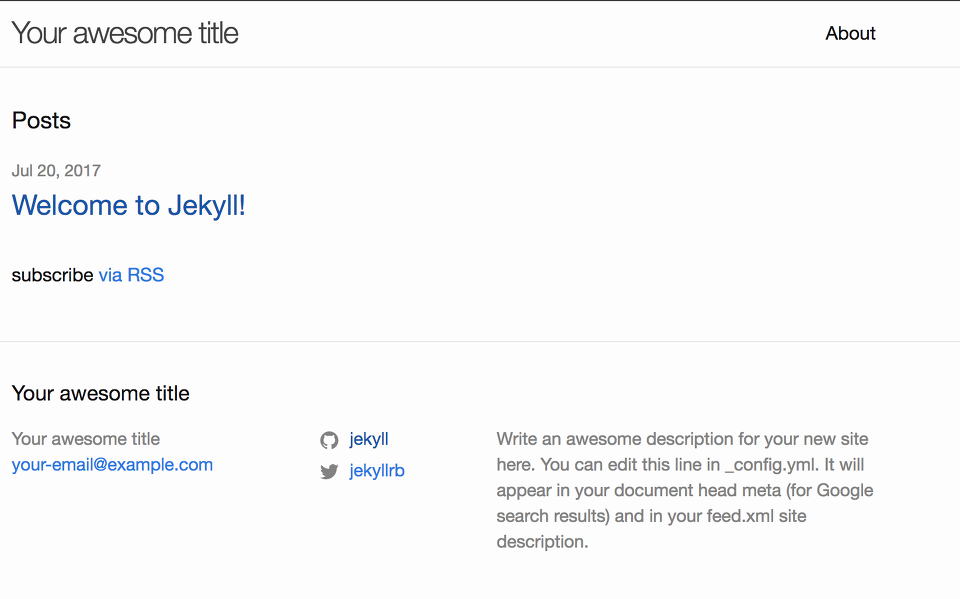 Your awesome title
About
Posts
Jul 20, 2017
Welcome to Jekyll!
subscribe via RSS
Your awesome title
Your awesome title
your-email@example.com
jekyll
jekyllrb
Write an awesome description for your new site
here. You can edit this line in _config.yml. It will
appear in your document head meta (for Google
search results) and in your feed.xml site
description.